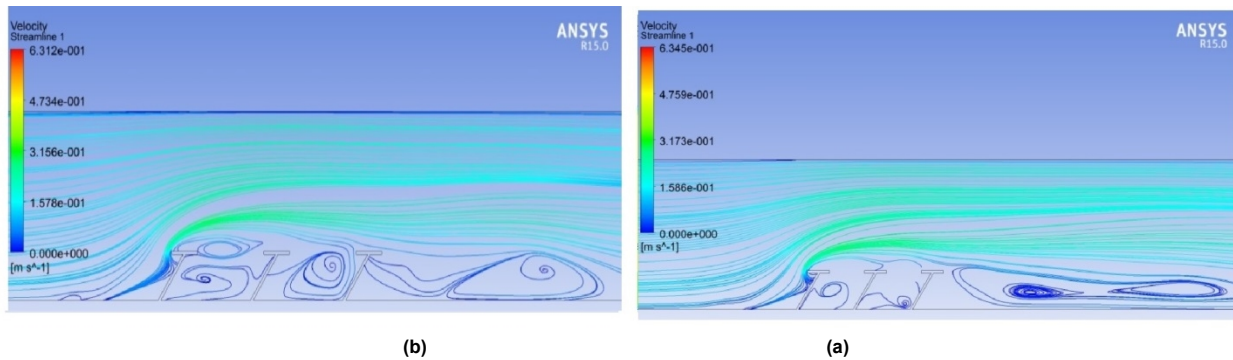 Velocity
Streamline 1
6.312e-001
4.734e-001
3.156e-001
1.578e-001
0.000e+000
[m s^-1]
ANSYS
R15.0
(b)
Velocity
Streamline 1
6.345e-001
4.759e-001
3.173e-001
1.586e-001
0.000e+000
[m s^-1]
ANSYS
R15.0
(a)